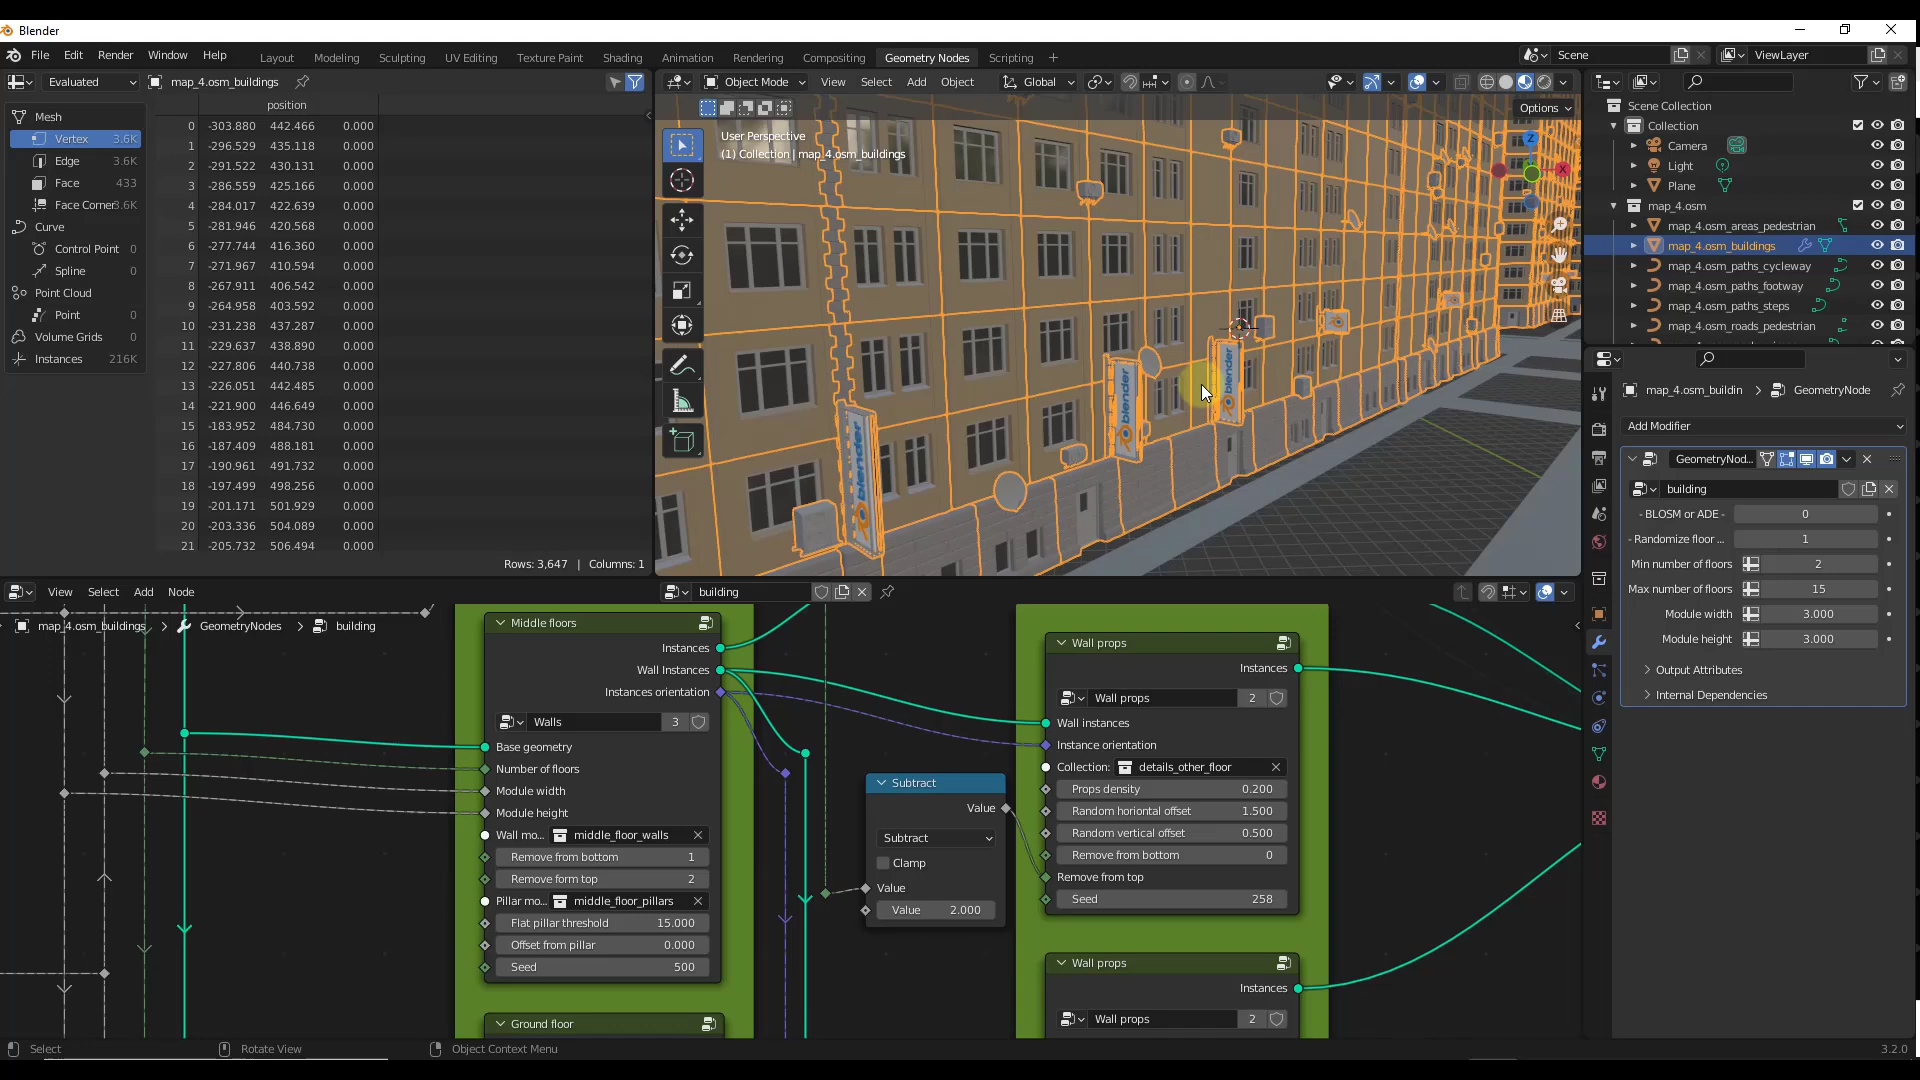 Blender
File Edit Render Window Help
Layout Modeling Sculpting UV Editing Texture Paint Shading Animation Rendering Compositing Geometry Nodes Scripting +
Scene
ViewLayer
Evaluated
map_4.osm_buildings
position
Mesh
Vertex 3.6K
Edge 3.6K
Face 433
Face Corner 3.6K
Curve
Control Point 0
Spline 0
Point Cloud
Point 0
Volume Grids 0
Instances 216K
0 -303.880 442.466 0.000
1 -296.529 435.118 0.000
2 -291.522 430.131 0.000
3 -286.559 425.166 0.000
4 -284.017 422.639 0.000
5 -281.946 420.568 0.000
6 -277.744 416.360 0.000
7 -271.967 410.594 0.000
8 -267.911 406.542 0.000
9 -264.958 403.592 0.000
10 -231.238 437.287 0.000
11 -229.637 438.890 0.000
12 -227.806 440.738 0.000
13 -226.051 442.485 0.000
14 -221.900 446.649 0.000
15 -183.952 484.730 0.000
16 -187.409 488.181 0.000
17 -190.961 491.732 0.000
18 -197.499 498.256 0.000
19 -201.171 501.929 0.000
20 -203.336 504.089 0.000
21 -205.732 506.494 0.000
Rows: 3,647 | Columns: 1
Object Mode View Select Add Object Global
Options
User Perspective
(1) Collection | map_4.osm_buildings
Z
X
blender
blender
blender
Scene Collection
Collection
Camera
Light
Plane
map_4.osm
map_4.osm_areas_pedestrian
map_4.osm_buildings
map_4.osm_paths_cycleway
map_4.osm_paths_footway
map_4.osm_paths_steps
map_4.osm_roads_pedestrian
map_4.osm_buildin > GeometryNode
Add Modifier
GeometryNod...
building
- BLOSM or ADE - 0
- Randomize floor ... 1
Min number of floors 2
Max number of floors 15
Module width 3.000
Module height 3.000
Output Attributes
Internal Dependencies
View Select Add Node
building
map_4.osm_buildings > GeometryNodes > building
Middle floors
Instances
Wall Instances
Instances orientation
Walls 3
Base geometry
Number of floors
Module width
Module height
Wall mo... middle_floor_walls
Remove from bottom 1
Remove form top 2
Pillar mo... middle_floor_pillars
Flat pillar threshold 15.000
Offset from pillar 0.000
Seed 500
Ground floor
Subtract
Value
Subtract
Clamp
Value
Value 2.000
Wall props
Instances
Wall props 2
Wall instances
Instance orientation
Collection: details_other_floor
Props density 0.200
Random horiontal offset 1.500
Random vertical offset 0.500
Remove from bottom 0
Remove from top
Seed 258
Wall props
Instances
Wall props 2
Select Rotate View Object Context Menu
3.2.0